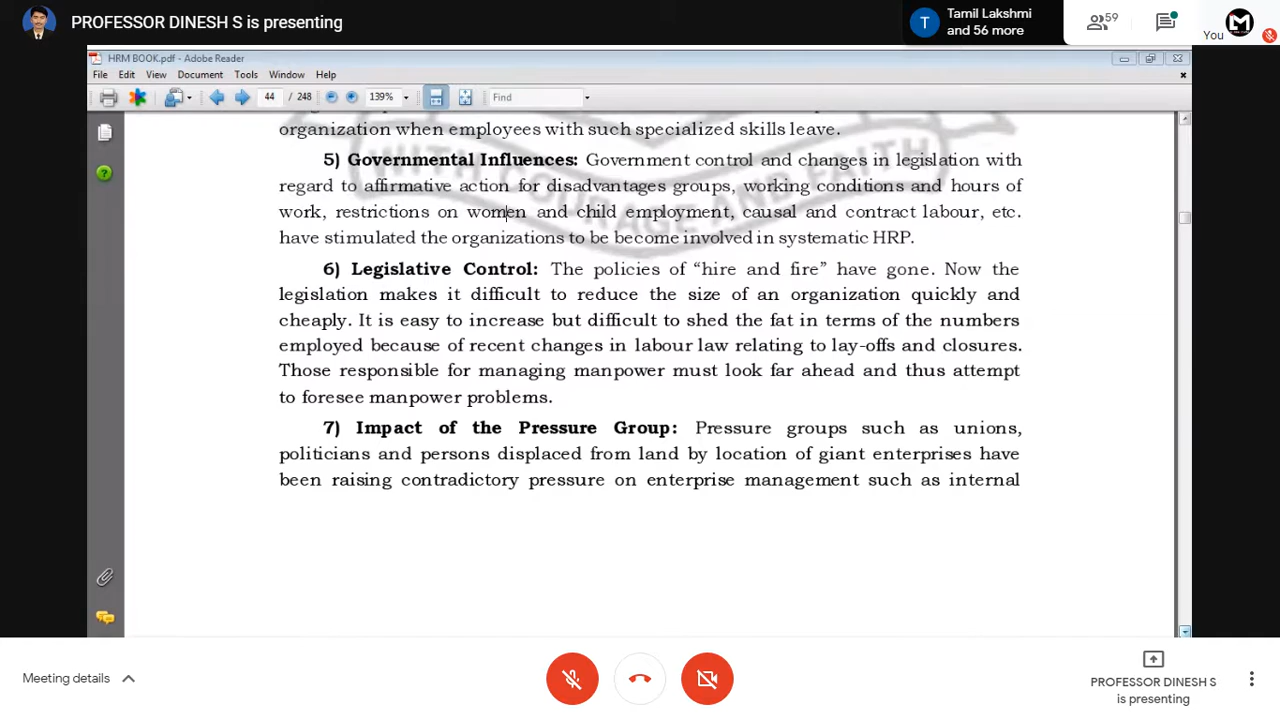 PROFESSOR DINESH S is presenting
T
Tamil Lakshmi
and 56 more
59
You
M
HRM BOOK.pdf - Adobe Reader
File Edit View Document Tools Window Help
44 / 248 139% Find
organization when employees with such specialized skills leave.
5) Governmental Influences: Government control and changes in legislation with
regard to affirmative action for disadvantages groups, working conditions and hours of
work, restrictions on women and child employment, causal and contract labour, etc.
have stimulated the organizations to be become involved in systematic HRP.
6) Legislative Control: The policies of “hire and fire” have gone. Now the
legislation makes it difficult to reduce the size of an organization quickly and
cheaply. It is easy to increase but difficult to shed the fat in terms of the numbers
employed because of recent changes in labour law relating to lay-offs and closures.
Those responsible for managing manpower must look far ahead and thus attempt
to foresee manpower problems.
7) Impact of the Pressure Group: Pressure groups such as unions,
politicians and persons displaced from land by location of giant enterprises have
been raising contradictory pressure on enterprise management such as internal
AND FAITH
Meeting details
PROFESSOR DINESH S
is presenting